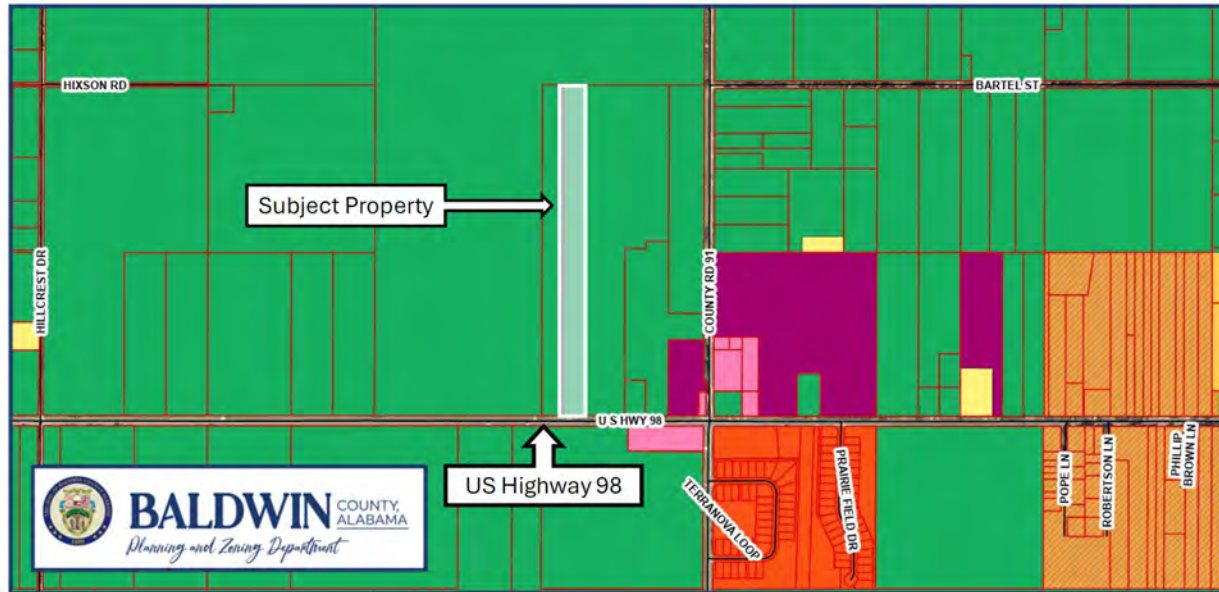 HIXSON RD
BARTEL ST
Subject Property
COUNTY RD 91
HILLCREST DR
U S HWY 98
US Highway 98
TERRANOVA LOOP
PRAIRIE FIELD DR
POPE LN
ROBERTSON LN
PHILLIP
BROWN LN
BALDWIN COUNTY,
ALABAMA
Planning and Zoning Department